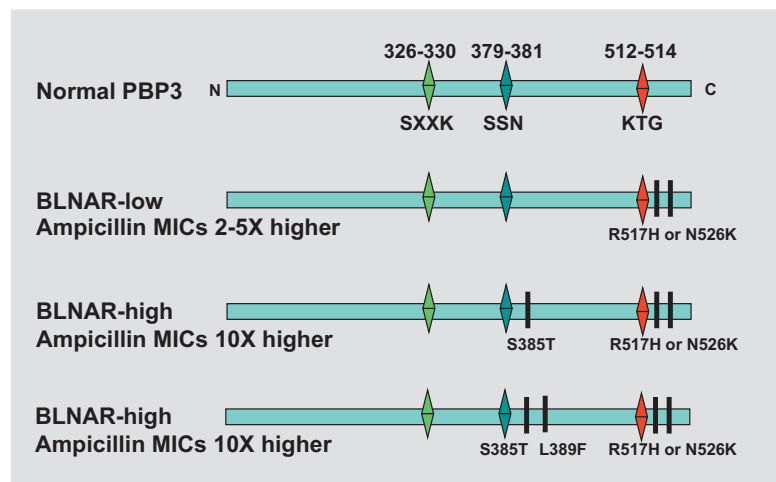 326-330 379-381 512-514
Normal PBP3 N C
SXXK SSN KTG
BLNAR-low
Ampicillin MICs 2-5X higher
R517H or N526K
BLNAR-high
Ampicillin MICs 10X higher
S385T R517H or N526K
BLNAR-high
Ampicillin MICs 10X higher
S385T L389F R517H or N526K